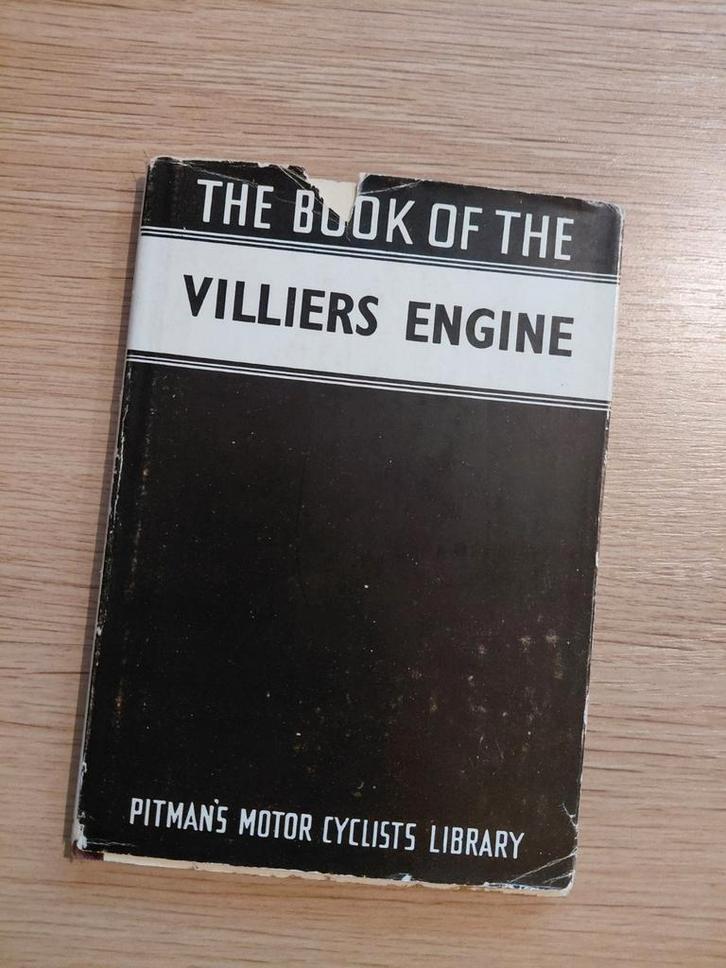 THE BOOK OF THE
VILLIERS ENGINE
PITMAN'S MOTOR CYCLISTS LIBRARY